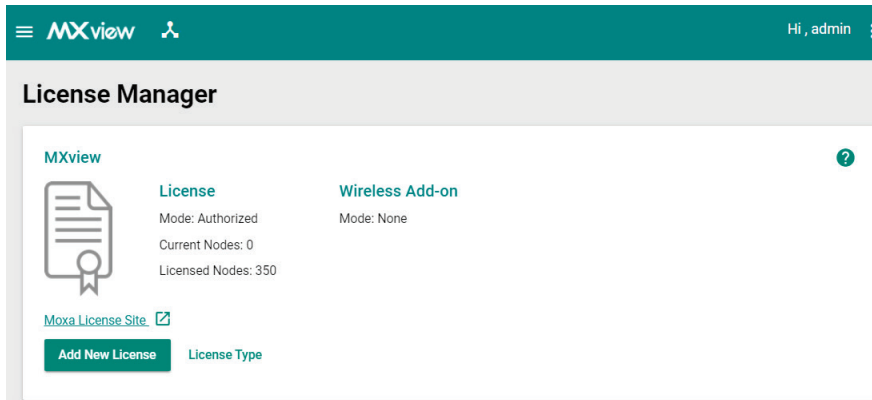 MXview
Hi , admin
License Manager
MXview
?
License
Mode: Authorized
Current Nodes: 0
Licensed Nodes: 350
Wireless Add-on
Mode: None
Moxa License Site
Add New License
License Type